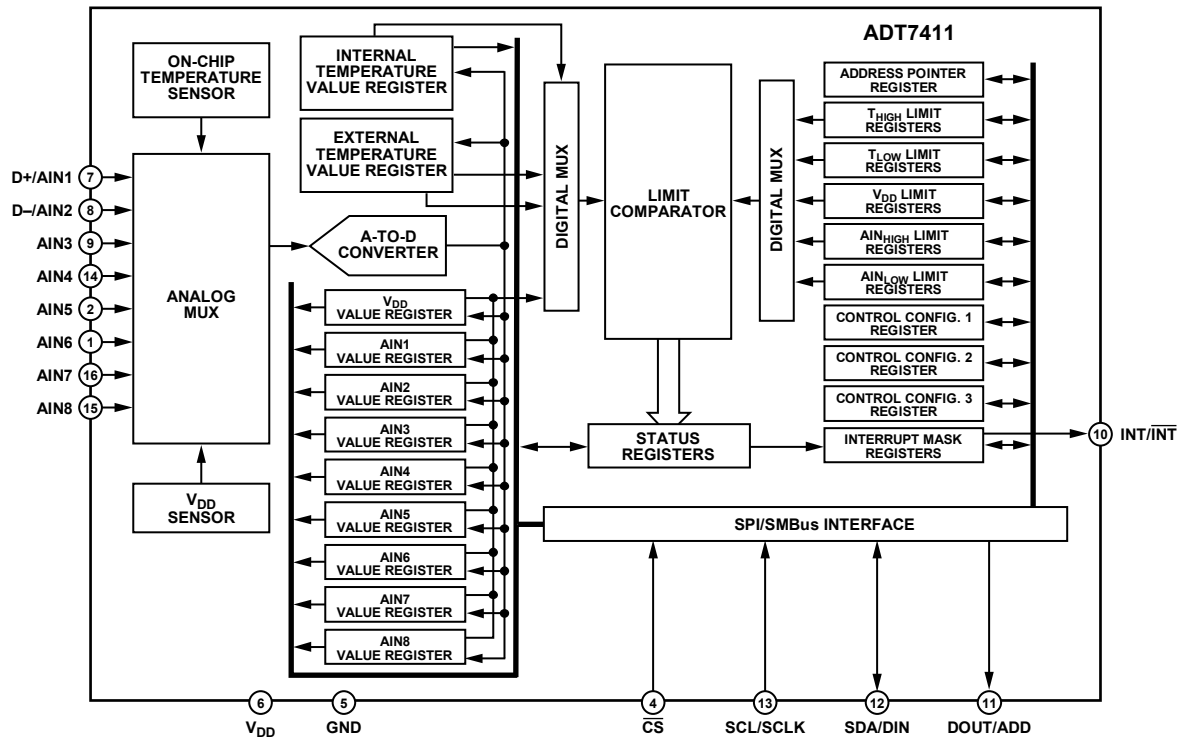 ADT7411
ON-CHIP
TEMPERATURE
SENSOR
INTERNAL
TEMPERATURE
VALUE REGISTER
EXTERNAL
TEMPERATURE
VALUE REGISTER
D+/AIN1 7
D–/AIN2 8
AIN3 9
AIN4 14
AIN5 2
AIN6 1
AIN7 16
AIN8 15
ANALOG
MUX
A-TO-D
CONVERTER
VDD
SENSOR
VDD
VALUE REGISTER
AIN1
VALUE REGISTER
AIN2
VALUE REGISTER
AIN3
VALUE REGISTER
AIN4
VALUE REGISTER
AIN5
VALUE REGISTER
AIN6
VALUE REGISTER
AIN7
VALUE REGISTER
AIN8
VALUE REGISTER
DIGITAL MUX
LIMIT
COMPARATOR
DIGITAL MUX
STATUS
REGISTERS
ADDRESS POINTER
REGISTER
THIGH LIMIT
REGISTERS
TLOW LIMIT
REGISTERS
VDD LIMIT
REGISTERS
AINHIGH LIMIT
REGISTERS
AINLOW LIMIT
REGISTERS
CONTROL CONFIG. 1
REGISTER
CONTROL CONFIG. 2
REGISTER
CONTROL CONFIG. 3
REGISTER
INTERRUPT MASK
REGISTERS
10 INT/I̅N̅T̅
SPI/SMBus INTERFACE
6
VDD
5
GND
4
C̅S̅
13
SCL/SCLK
12
SDA/DIN
11
DOUT/ADD